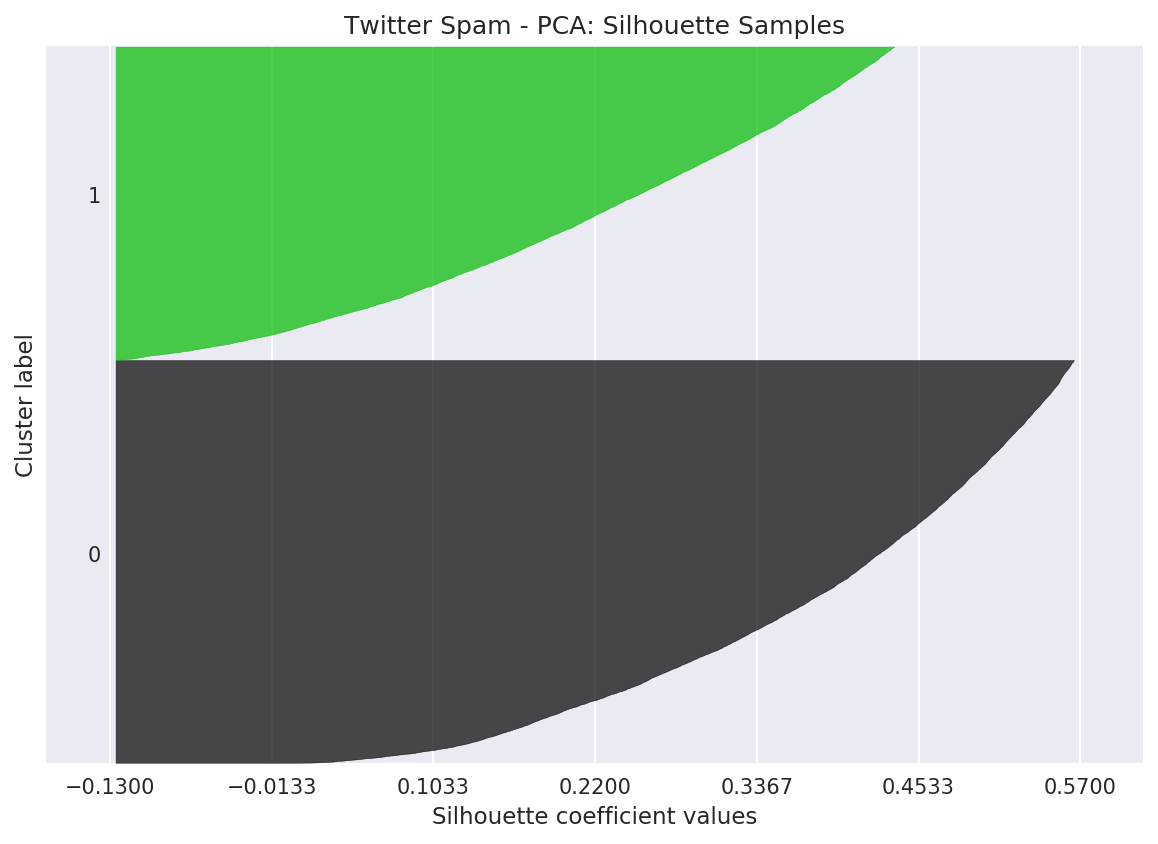 Twitter Spam - PCA: Silhouette Samples
1
0
Cluster label
−0.1300 −0.0133 0.1033 0.2200 0.3367 0.4533 0.5700
Silhouette coefficient values